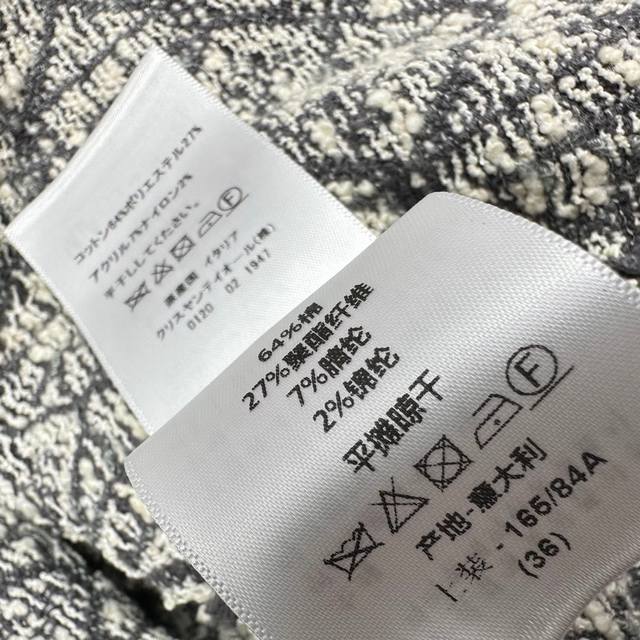 コットン64%ポリエステル27%
アクリル7%ナイロン2%
平干ししてください。
原産国 イタリア
クリスチャンディオール(株)
0120 02 1947
64%棉
27%聚酯纤维
7%腈纶
2%锦纶
平摊晾干
F
产地-意大利
上装 - 165/84A
(36)